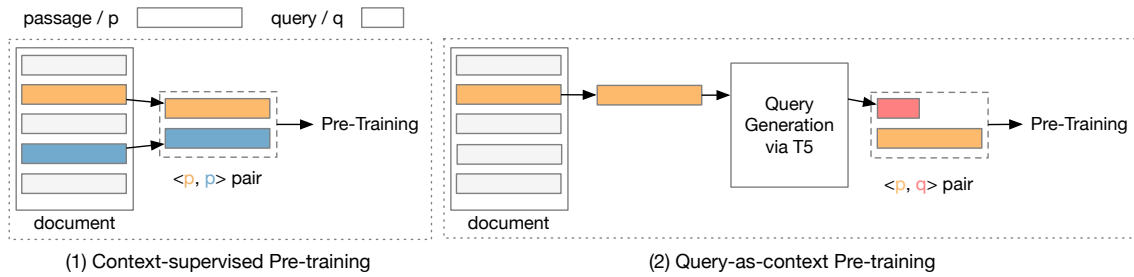 passage / p
query / q
<p, p> pair
Pre-Training
document
(1) Context-supervised Pre-training
Query
Generation
via T5
<p, q> pair
Pre-Training
document
(2) Query-as-context Pre-training